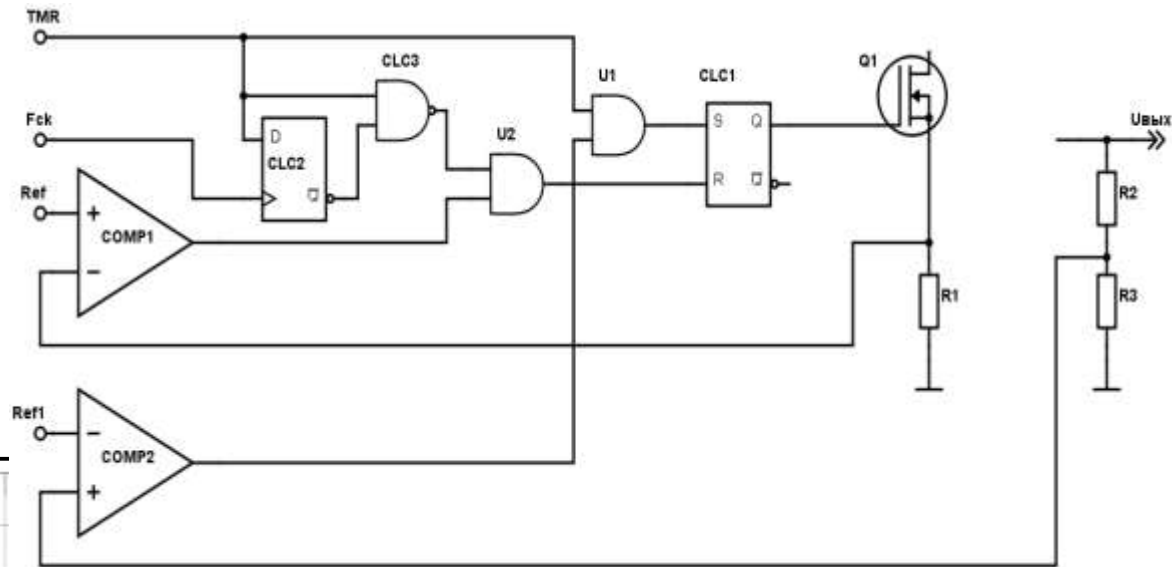 TMR
CLC3
Q1
U1
CLC1
Fck
Uвых
D
S
Q
U2
CLC2
R2
Ref
Q
R
Q
+
COMP1
−
R1
R3
Ref1
−
COMP2
+